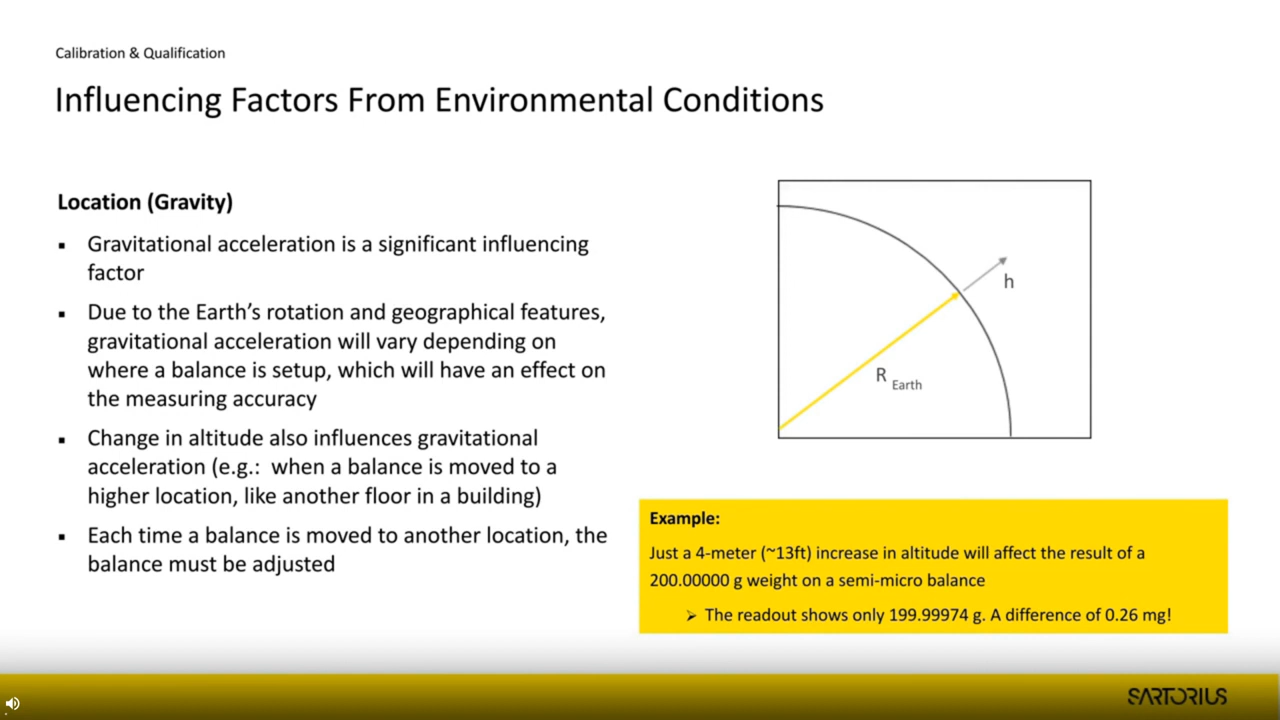 Calibration & Qualification
Influencing Factors From Environmental Conditions
Location (Gravity)
▪ Gravitational acceleration is a significant influencing
factor
▪ Due to the Earth’s rotation and geographical features,
gravitational acceleration will vary depending on
where a balance is setup, which will have an effect on
the measuring accuracy
▪ Change in altitude also influences gravitational
acceleration (e.g.: when a balance is moved to a
higher location, like another floor in a building)
▪ Each time a balance is moved to another location, the
balance must be adjusted
h
R Earth
Example:
Just a 4-meter (~13ft) increase in altitude will affect the result of a
200.00000 g weight on a semi-micro balance
➢ The readout shows only 199.99974 g. A difference of 0.26 mg!
SARTORIUS